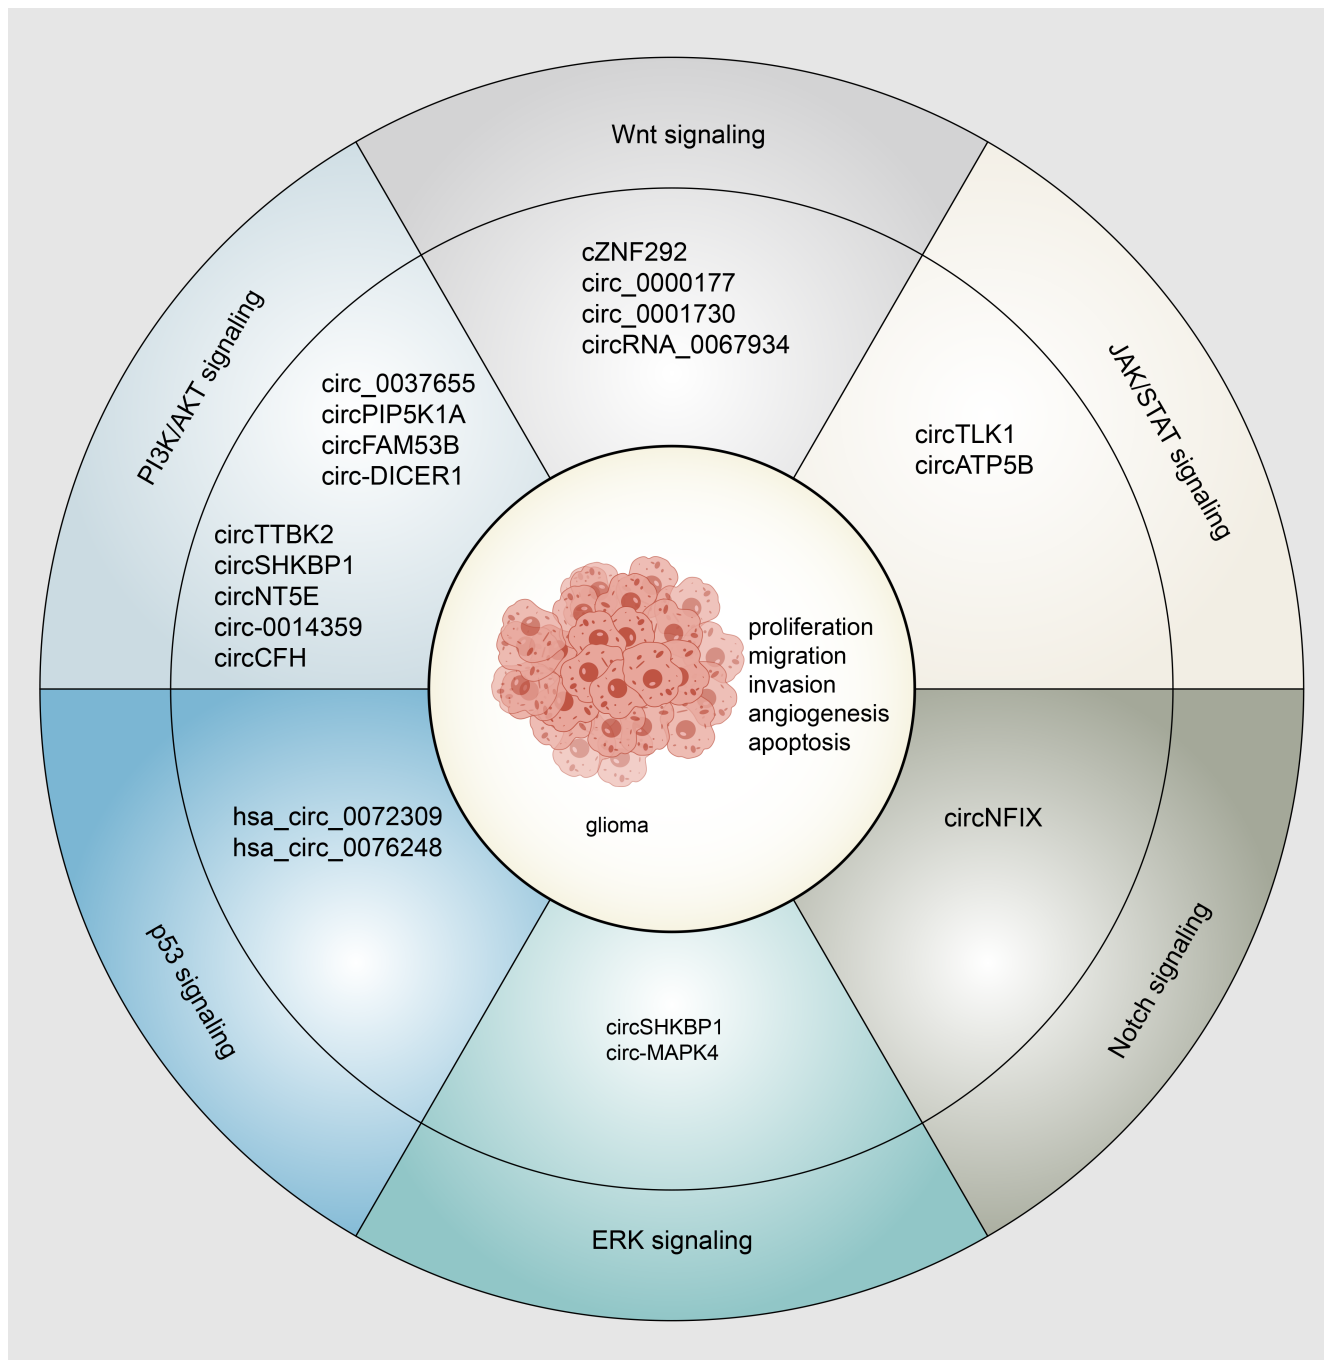 Wnt signaling
cZNF292
circ_0000177
circ_0001730
circRNA_0067934
JAK/STAT signaling
circTLK1
circATP5B
Notch signaling
circNFIX
ERK signaling
circSHKBP1
circ-MAPK4
p53 signaling
hsa_circ_0072309
hsa_circ_0076248
PI3K/AKT signaling
circ_0037655
circPIP5K1A
circFAM53B
circ-DICER1
circTTBK2
circSHKBP1
circNT5E
circ-0014359
circCFH
proliferation
migration
invasion
angiogenesis
apoptosis
glioma